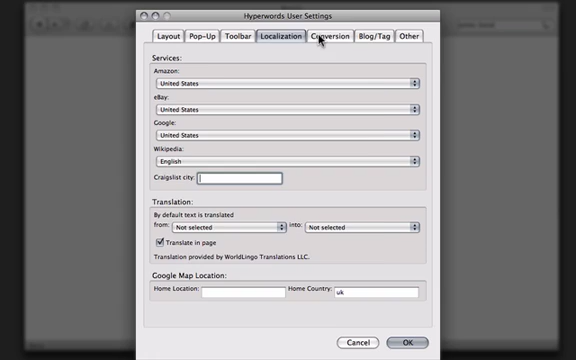 Hyperwords User Settings
Layout Pop-Up Toolbar Localization Conversion Blog/Tag Other
Services:
Amazon:
United States
eBay:
United States
Google:
United States
Wikipedia:
English
Craigslist city:
Translation:
By default text is translated
from: Not selected into: Not selected
Translate in page
Translation provided by WorldLingo Translations LLC.
Google Map Location:
Home Location: Home Country: uk
Cancel OK